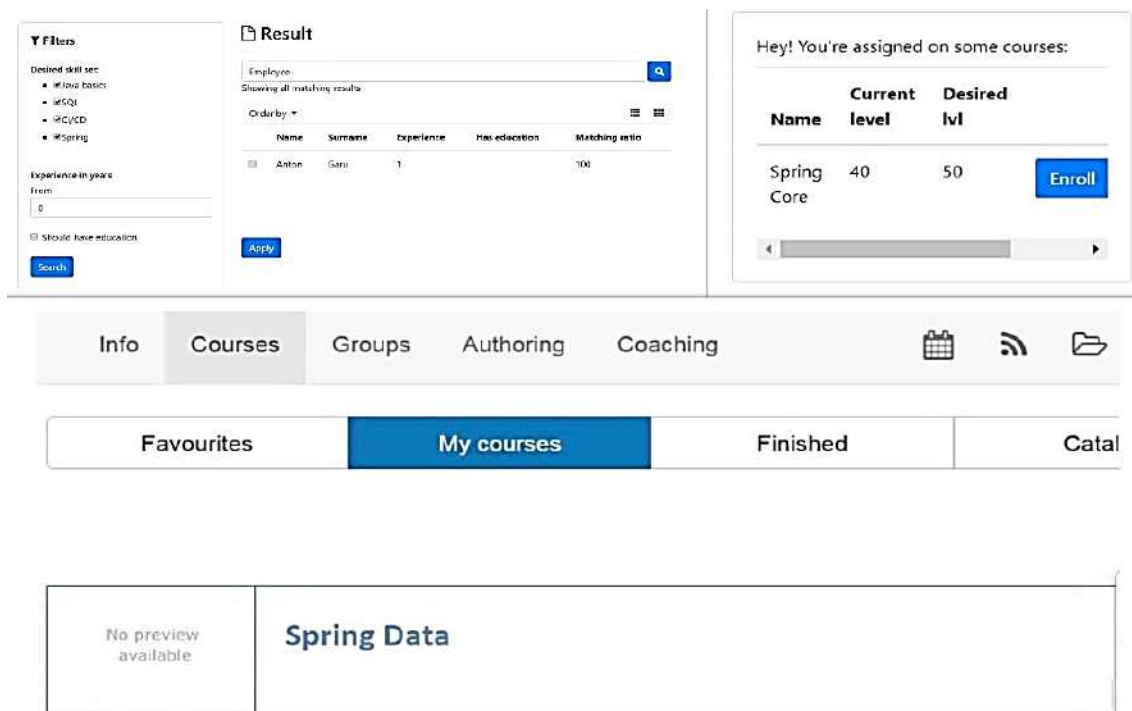 Filters
Desired skill set
Java basics
SQL
CI/CD
Spring
Experience in years
From
0
Should have education
Search
Result
Employee
Showing all matching results
Order by
Name Surname Experience Has education Matching ratio
Anton Garu 1 100
Apply
Hey! You're assigned on some courses:
Name Current level Desired lvl
Spring Core 40 50 Enroll
Info Courses Groups Authoring Coaching
Favourites My courses Finished Catal
No preview available
Spring Data